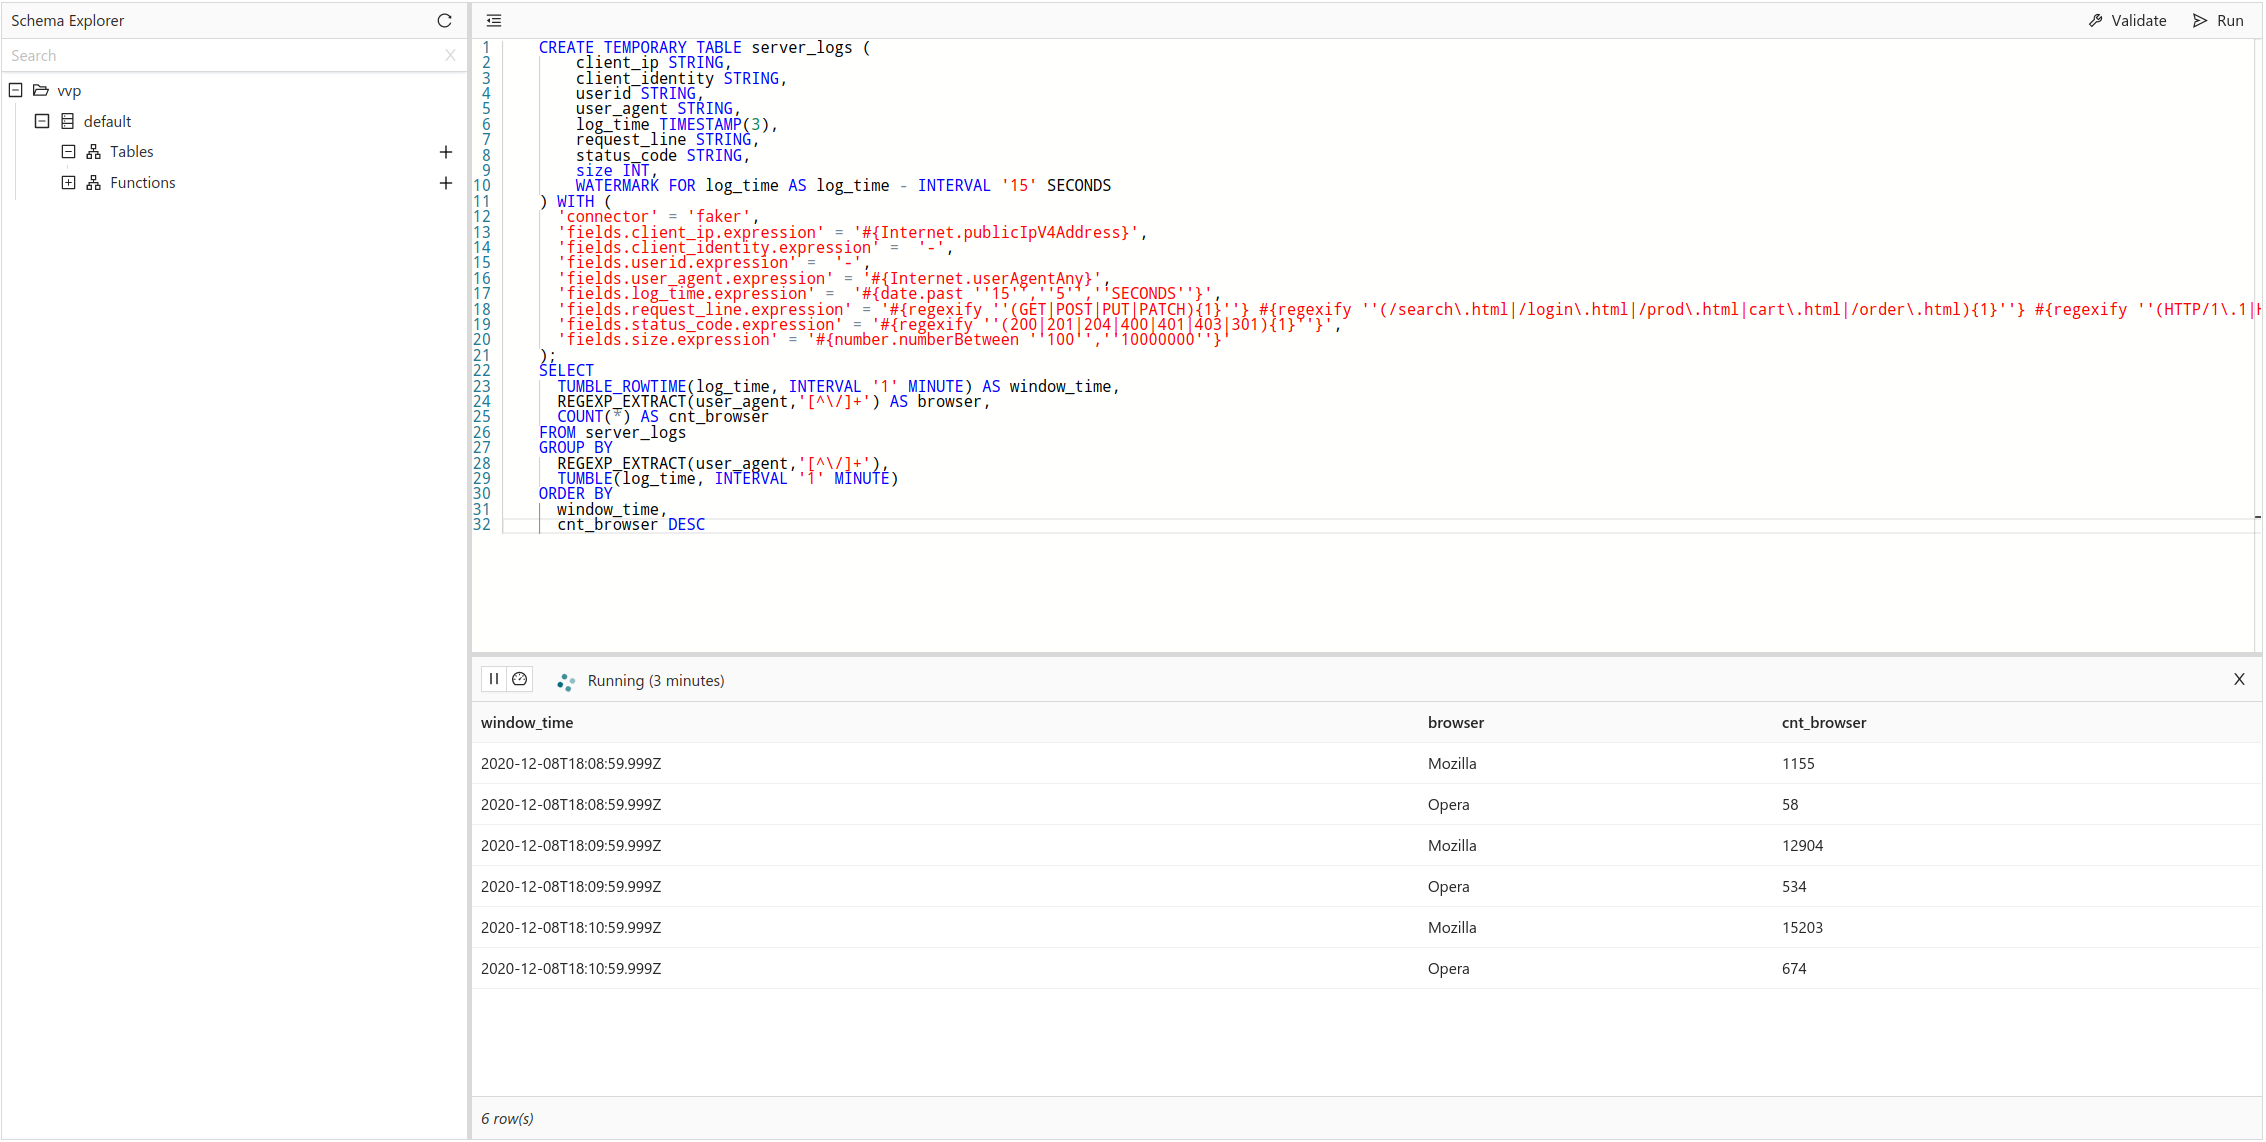 Schema Explorer
Search X
vvp
default
Tables +
Functions +
Validate Run
1 CREATE TEMPORARY TABLE server_logs (
2 client_ip STRING,
3 client_identity STRING,
4 userid STRING,
5 user_agent STRING,
6 log_time TIMESTAMP(3),
7 request_line STRING,
8 status_code STRING,
9 size INT,
10 WATERMARK FOR log_time AS log_time - INTERVAL '15' SECONDS
11 ) WITH (
12 'connector' = 'faker',
13 'fields.client_ip.expression' = '#{Internet.publicIpV4Address}',
14 'fields.client_identity.expression' =  '-',
15 'fields.userid.expression' =  '-',
16 'fields.user_agent.expression' = '#{Internet.userAgentAny}',
17 'fields.log_time.expression' =  '#{date.past ''15'',''5'',''SECONDS''}',
18 'fields.request_line.expression' = '#{regexify ''(GET|POST|PUT|PATCH){1}''} #{regexify ''(/search\.html|/login\.html|/prod\.html|cart\.html|/order\.html){1}''} #{regexify ''(HTTP/1\.1|
19 'fields.status_code.expression' = '#{regexify ''(200|201|204|400|401|403|301){1}''}',
20 'fields.size.expression' = '#{number.numberBetween ''100'',''10000000''}'
21 );
22 SELECT
23 TUMBLE_ROWTIME(log_time, INTERVAL '1' MINUTE) AS window_time,
24 REGEXP_EXTRACT(user_agent,'[^\/]+') AS browser,
25 COUNT(*) AS cnt_browser
26 FROM server_logs
27 GROUP BY
28 REGEXP_EXTRACT(user_agent,'[^\/]+'),
29 TUMBLE(log_time, INTERVAL '1' MINUTE)
30 ORDER BY
31 window_time,
32 cnt_browser DESC
Running (3 minutes) X
window_time browser cnt_browser
2020-12-08T18:08:59.999Z Mozilla 1155
2020-12-08T18:08:59.999Z Opera 58
2020-12-08T18:09:59.999Z Mozilla 12904
2020-12-08T18:09:59.999Z Opera 534
2020-12-08T18:10:59.999Z Mozilla 15203
2020-12-08T18:10:59.999Z Opera 674
6 row(s)